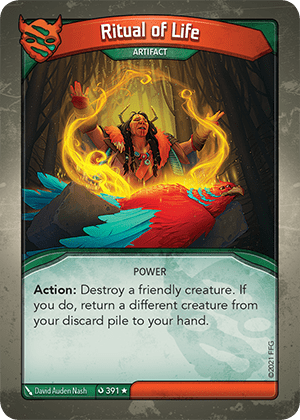 Ritual of Life
ARTIFACT
POWER
Action: Destroy a friendly creature. If
you do, return a different creature from
your discard pile to your hand.
©2021 FFG
David Auden Nash 391 ★